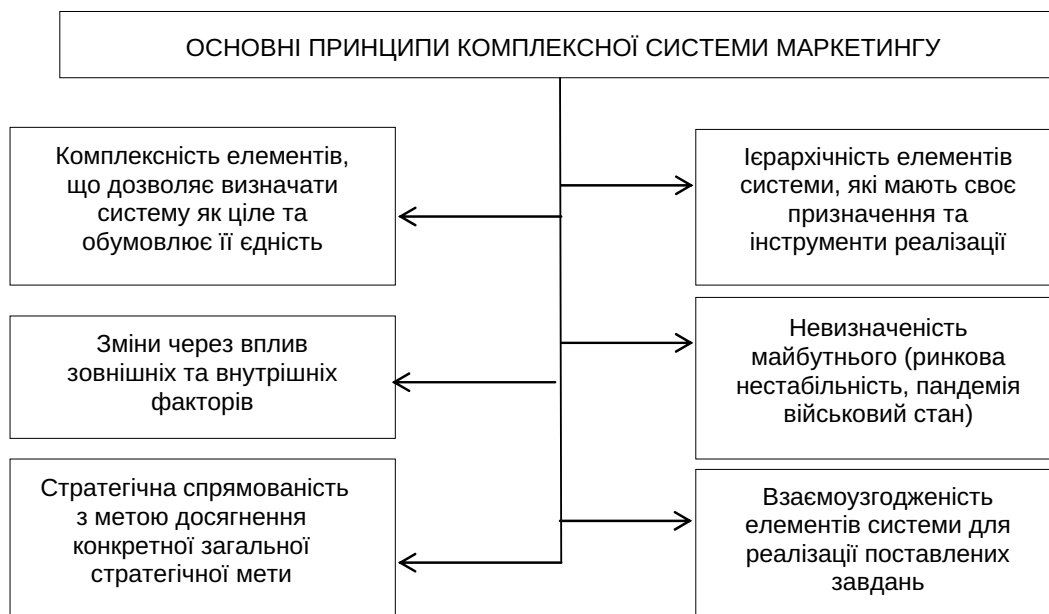 ОСНОВНІ ПРИНЦИПИ КОМПЛЕКСНОЇ СИСТЕМИ МАРКЕТИНГУ
Комплексність елементів,
що дозволяє визначати
систему як ціле та
обумовлює її єдність
Ієрархічність елементів
системи, які мають своє
призначення та
інструменти реалізації
Зміни через вплив
зовнішніх та внутрішніх
факторів
Невизначеність
майбутнього (ринкова
нестабільність, пандемія
військовий стан)
Стратегічна спрямованість
з метою досягнення
конкретної загальної
стратегічної мети
Взаємоузгодженість
елементів системи для
реалізації поставлених
завдань